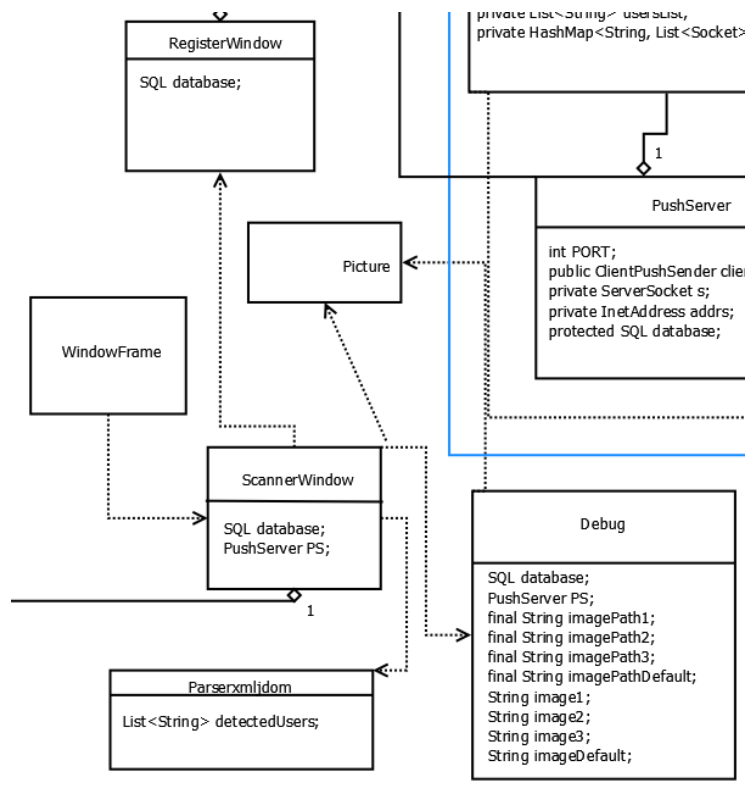 private List<String> usersList;
private HashMap<String, List<Socket>
RegisterWindow
SQL database;
1
PushServer
int PORT;
public ClientPushSender
private ServerSocket s;
private InetAddress addrs;
protected SQL database;
Picture
WindowFrame
ScannerWindow
SQL database;
PushServer PS;
1
Debug
SQL database;
PushServer PS;
final String imagePath1;
final String imagePath2;
final String imagePath3;
final String imagePathDefault;
String image1;
String image2;
String image3;
String imageDefault;
Parserxmljdom
List<String> detectedUsers;